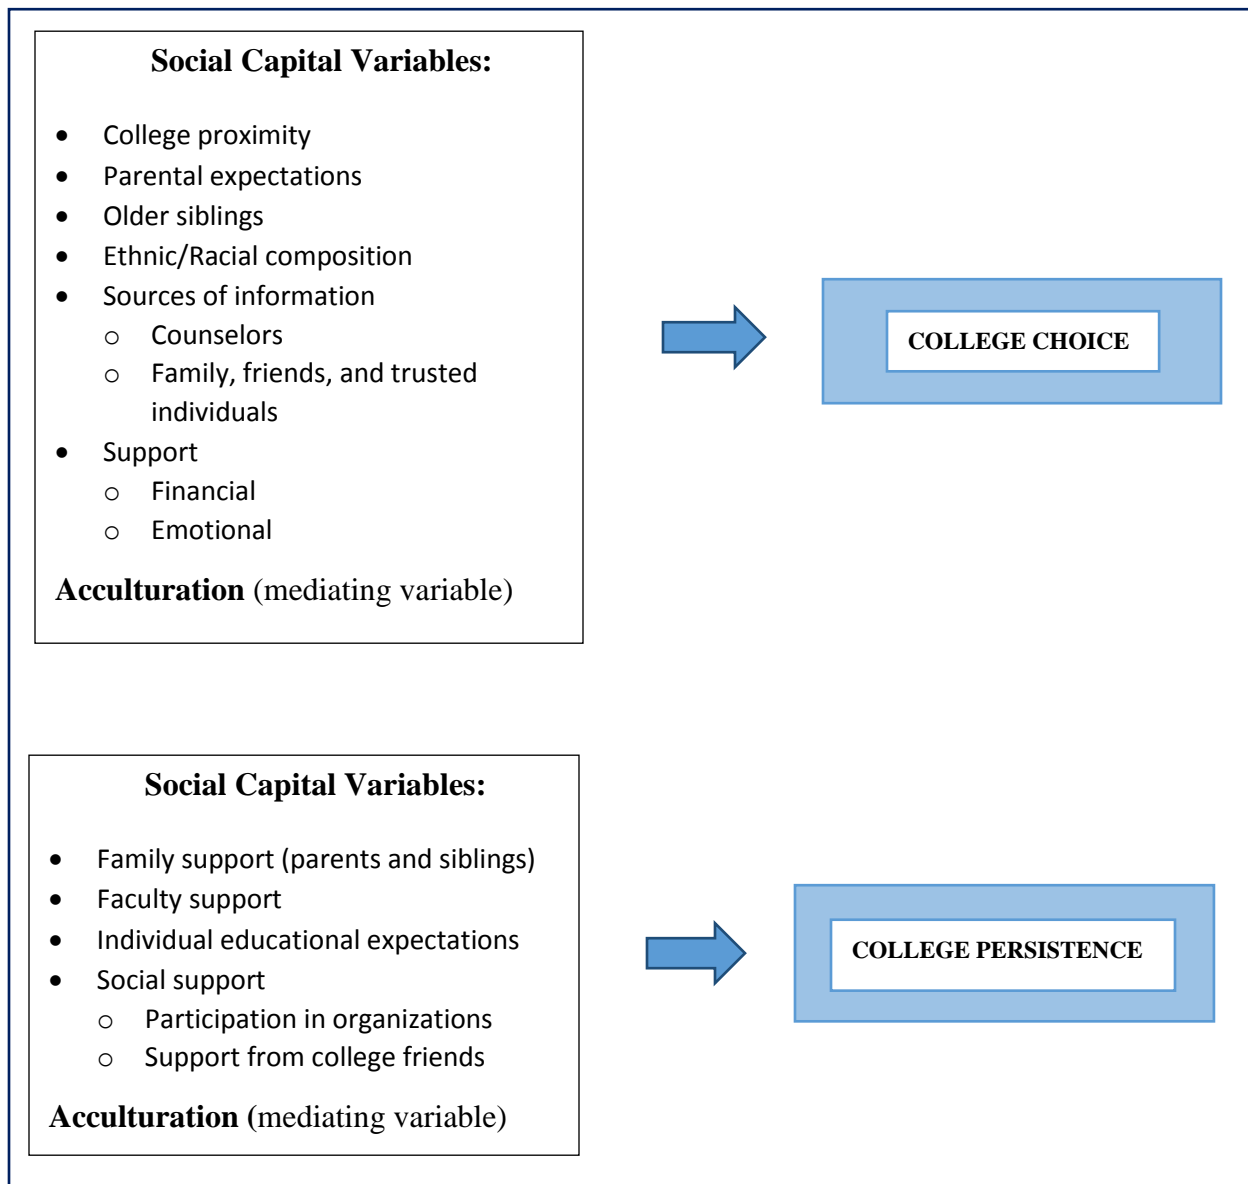 Social Capital Variables:
• College proximity
• Parental expectations
• Older siblings
• Ethnic/Racial composition
• Sources of information
o Counselors
o Family, friends, and trusted
individuals
• Support
o Financial
o Emotional
Acculturation (mediating variable)
COLLEGE CHOICE
Social Capital Variables:
• Family support (parents and siblings)
• Faculty support
• Individual educational expectations
• Social support
o Participation in organizations
o Support from college friends
Acculturation (mediating variable)
COLLEGE PERSISTENCE